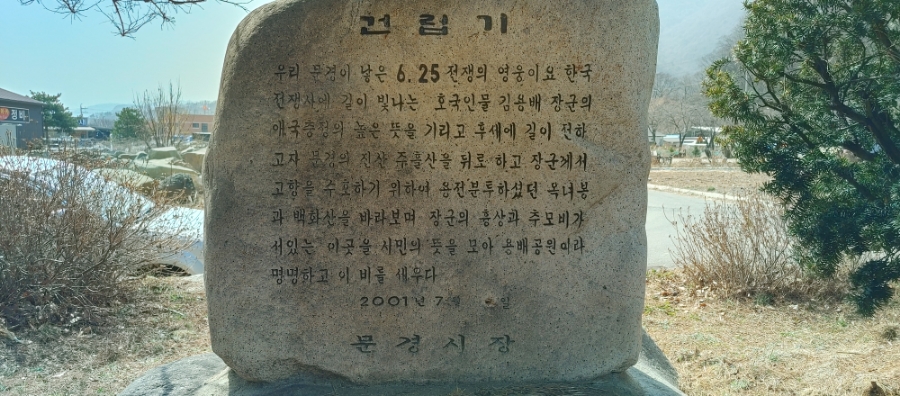 건립기
우리 문경이 낳은 6.25 전쟁의 영웅이요 한국
전쟁사에 길이 빛나는 호국인물 김용배 장군의
애국충정의 높은 뜻을 기리고 후세에 길이 전하
고자 문경의 진산 주흘산을 뒤로 하고 장군께서
고향을 수호하기 위하여 용전분투하셨던 옥녀봉
과 백화산을 바라보며 장군의 흉상과 추모비가
서있는 이곳을 시민의 뜻을 모아 용배공원이라
명명하고 이 비를 세우다
2001년 7월 일
문경시장